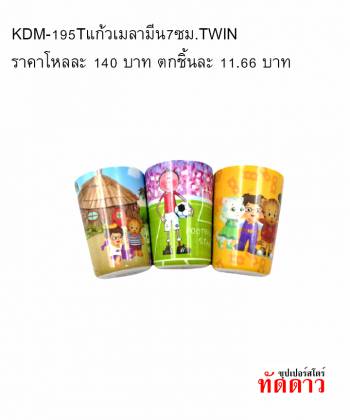 KDM-195Tแก้วเมลามีน7ซม.TWIN
ราคาโหลละ 140 บาท ตกชิ้นละ 11.66 บาท
FOOTBALL
ซุปเปอร์สโตร์
ทัดดาว